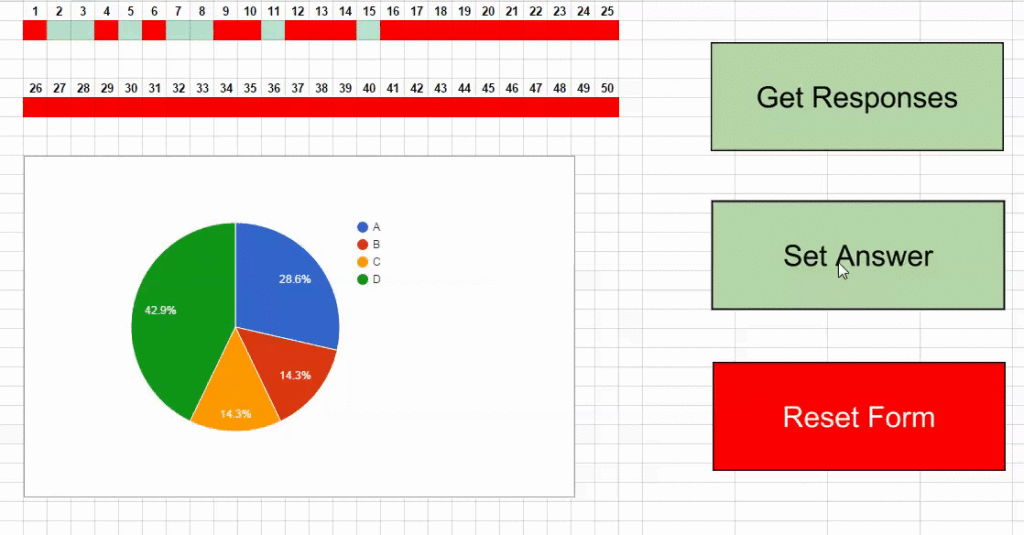 1 2 3 4 5 6 7 8 9 10 11 12 13 14 15 16 17 18 19 20 21 22 23 24 25
26 27 28 29 30 31 32 33 34 35 36 37 38 39 40 41 42 43 44 45 46 47 48 49 50
Get Responses
Set Answer
Reset Form
A
B
C
D
28.6%
42.9%
14.3%
14.3%